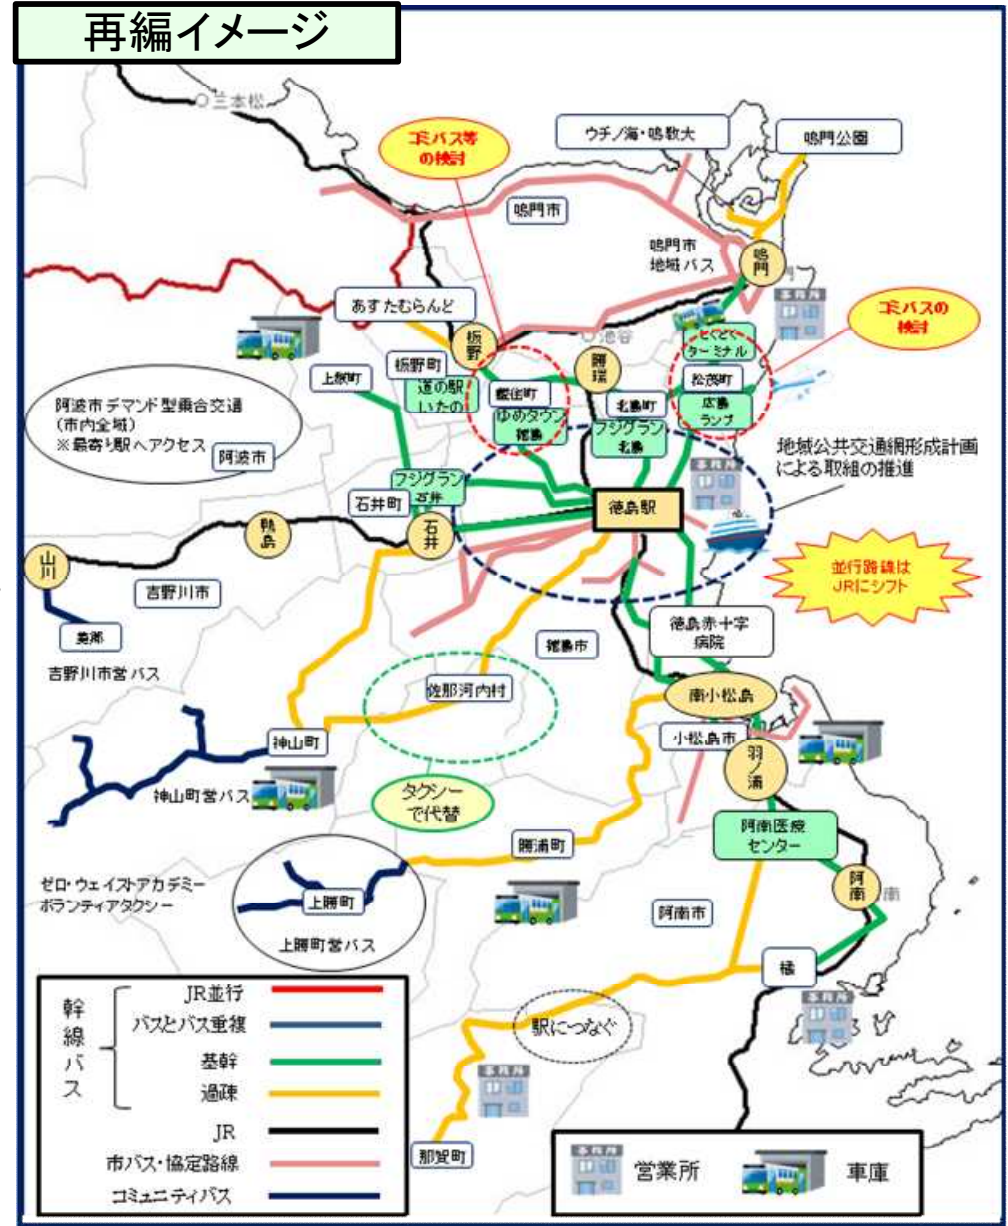 再編イメージ
三本松
コミバス等
の検討
ウチノ海・鳴教大
鳴門公園
鳴門市
鳴門市
地域バス
鳴門
事務所
コミバスの
検討
あすたむらんど
板野
池谷
勝瑞
とくとく
ターミナル
松茂町
広島
ランプ
上板町
板野町
道の駅
いたの
藍住町
ゆめタウン
徳島
北島町
フジグラン
北島
阿波市デマンド型乗合交通
(市内全域)
※最寄り駅へアクセス
阿波市
地域公共交通網形成計画
による取組の推進
フジグラン
石井
石井町
石井
徳島駅
鴨島
山川
並行路線は
JRにシフト
吉野川市
美郷
吉野川市営バス
徳島市
徳島赤十字
病院
佐那河内村
南小松島
小松島市
羽ノ浦
神山町
神山町営バス
タクシー
で代替
阿南医療
センター
勝浦町
阿南
南
ゼロ・ウェイストアカデミー
ボランティアタクシー
上勝町
上勝町営バス
阿南市
橘
事務所
駅につなぐ
事務所
那賀町
幹線バス
JR並行
バスとバス重複
基幹
過疎
JR
市バス・協定路線
コミュニティバス
事務所
営業所
車庫